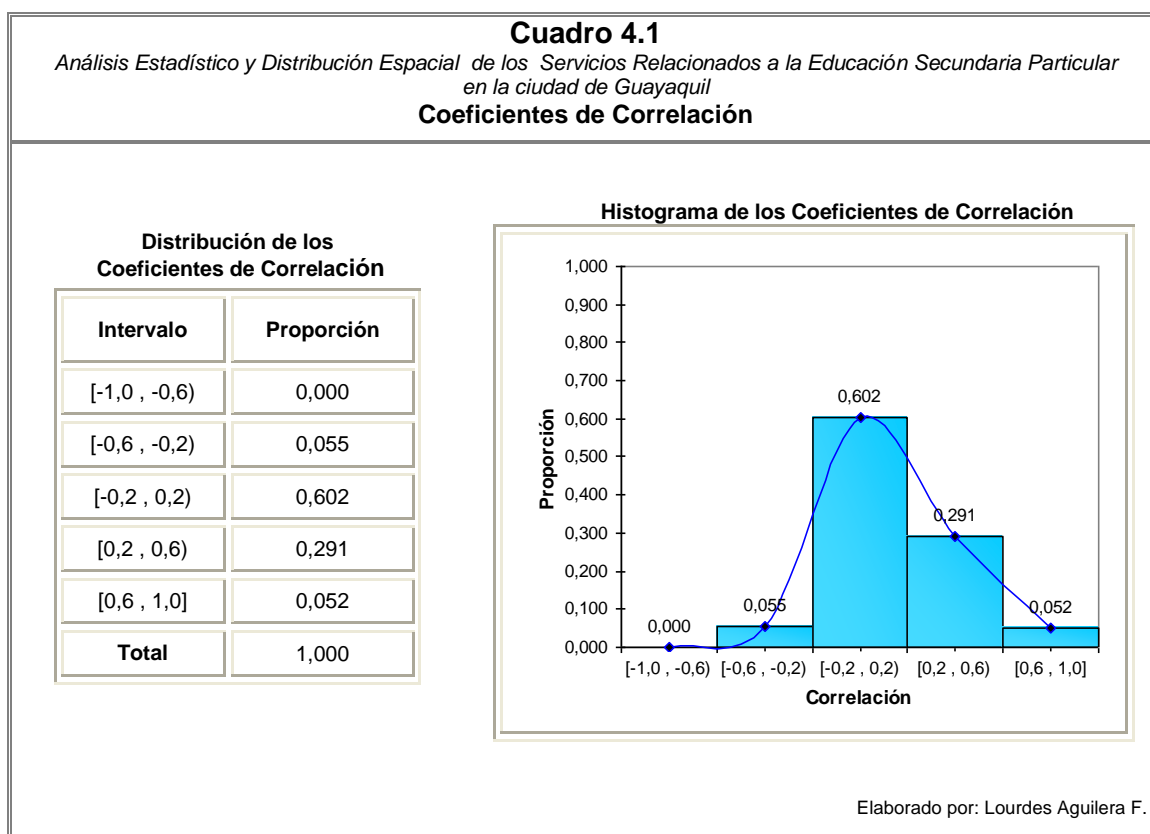 Cuadro 4.1
Análisis Estadístico y Distribución Espacial de los Servicios Relacionados a la Educación Secundaria Particular
en la ciudad de Guayaquil
Coeficientes de Correlación
Distribución de los
Coeficientes de Correlación
Intervalo Proporción
[-1,0 , -0,6) 0,000
[-0,6 , -0,2) 0,055
[-0,2 , 0,2) 0,602
[0,2 , 0,6) 0,291
[0,6 , 1,0] 0,052
Total 1,000
Histograma de los Coeficientes de Correlación
1,000
0,900
0,800
0,700
0,600
0,500
0,400
0,300
0,200
0,100
0,000
Proporción
0,000
0,055
0,602
0,291
0,052
[-1,0 , -0,6) [-0,6 , -0,2) [-0,2 , 0,2) [0,2 , 0,6) [0,6 , 1,0]
Correlación
Elaborado por: Lourdes Aguilera F.